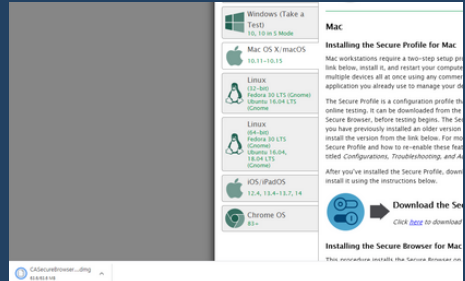 Windows (Take a
Test)
10, 10 in S Mode
Mac OS X/macOS
10.11-10.15
Linux
(32-bit)
Fedora 30 LTS (Gnome)
Ubuntu 16.04 LTS
(Gnome
Linux
(64-bit)
Fedora 30 LTS
(Gnome)
Ubuntu 16.04,
18.04 LTS
(Gnome)
iOS/iPadOS
12.4, 13.4-13.7, 14
Chrome OS
83+
Mac
Installing the Secure Profile for Mac
Mac workstations require a two-step setup pr
link below, install it, and restart your compute
multiple devices all at once using any commer
application you already use to manage your de
The Secure Profile is a configuration profile tha
online testing. It can be downloaded from the
Secure Browser, before testing begins. The Sec
you have previously installed an older version
install the version from the link below. For mo
Secure Profile and how to re-enable these feat
titled Configurations, Troubleshooting, and Ad
After you've installed the Secure Profile, down
install it using the instructions below.
Download the Sec
Click here to download
Installing the Secure Browser for Mac
This procedure installs the Secure Browser on
CASecureBrowser....dmg